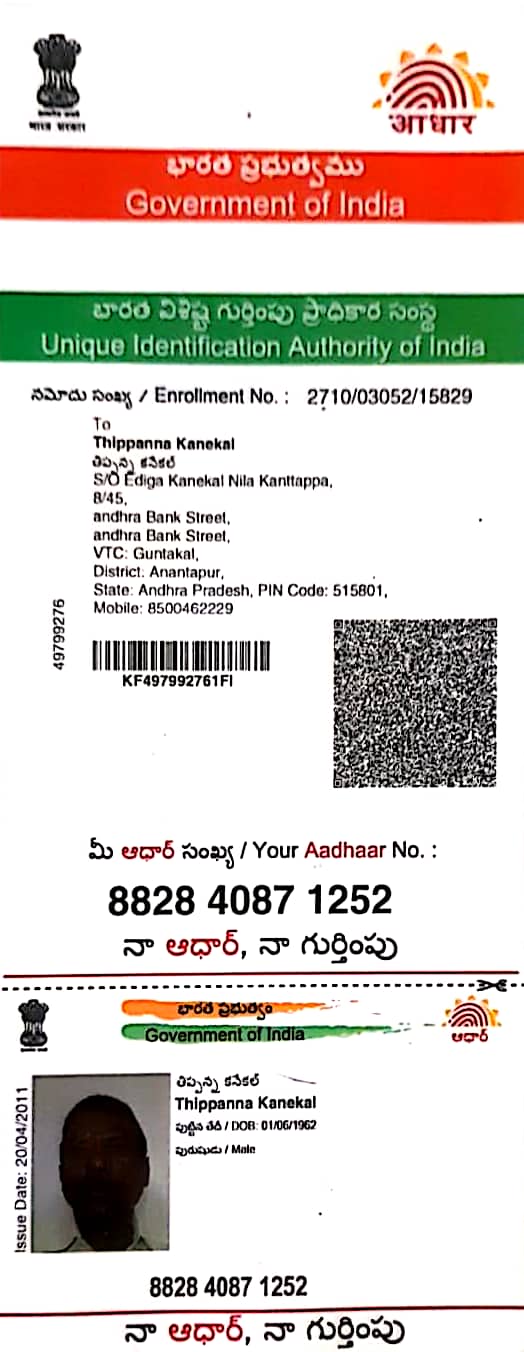 भारत सरकार
आधार
భారత ప్రభుత్వము
Government of India
భారత విశిష్ట గుర్తింపు ప్రాధికార సంస్థ
Unique Identification Authority of India
నమోదు సంఖ్య / Enrollment No. : 2710/03052/15829
To
Thippanna Kanekal
తిప్పన్న కనేకల్
S/O Ediga Kanekal Nila Kanttappa,
8/45,
andhra Bank Street,
andhra Bank Street,
VTC: Guntakal,
District: Anantapur,
State: Andhra Pradesh, PIN Code: 515801,
Mobile: 8500462229
49799276
KF497992761FI
మీ ఆధార్ సంఖ్య / Your Aadhaar No. :
8828 4087 1252
నా ఆధార్, నా గుర్తింపు
భారత ప్రభుత్వం
Government of India
ఆధార్
తిప్పన్న కనేకల్
Thippanna Kanekal
పుట్టిన తేదీ / DOB: 01/06/1962
పురుషుడు / Male
Issue Date: 20/04/2011
8828 4087 1252
నా ఆధార్, నా గుర్తింపు